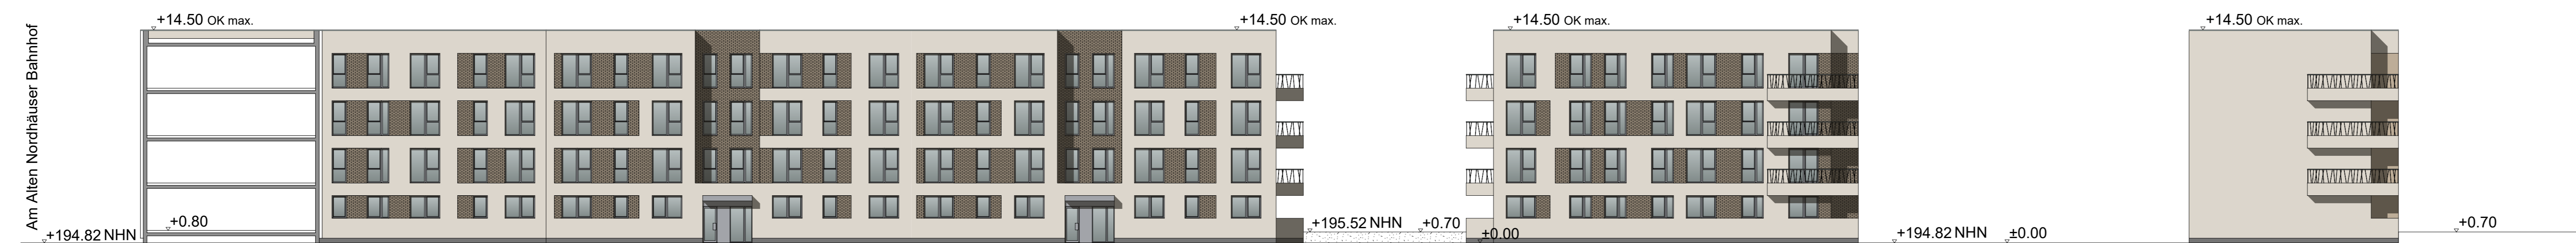 Am Alten Nordhäuser Bahnhof
+14.50 OK max.
+14.50 OK max.
+14.50 OK max.
+14.50 OK max.
+194.82 NHN
+0.80
+195.52 NHN
+0.70
±0.00
+194.82 NHN
±0.00
+0.70